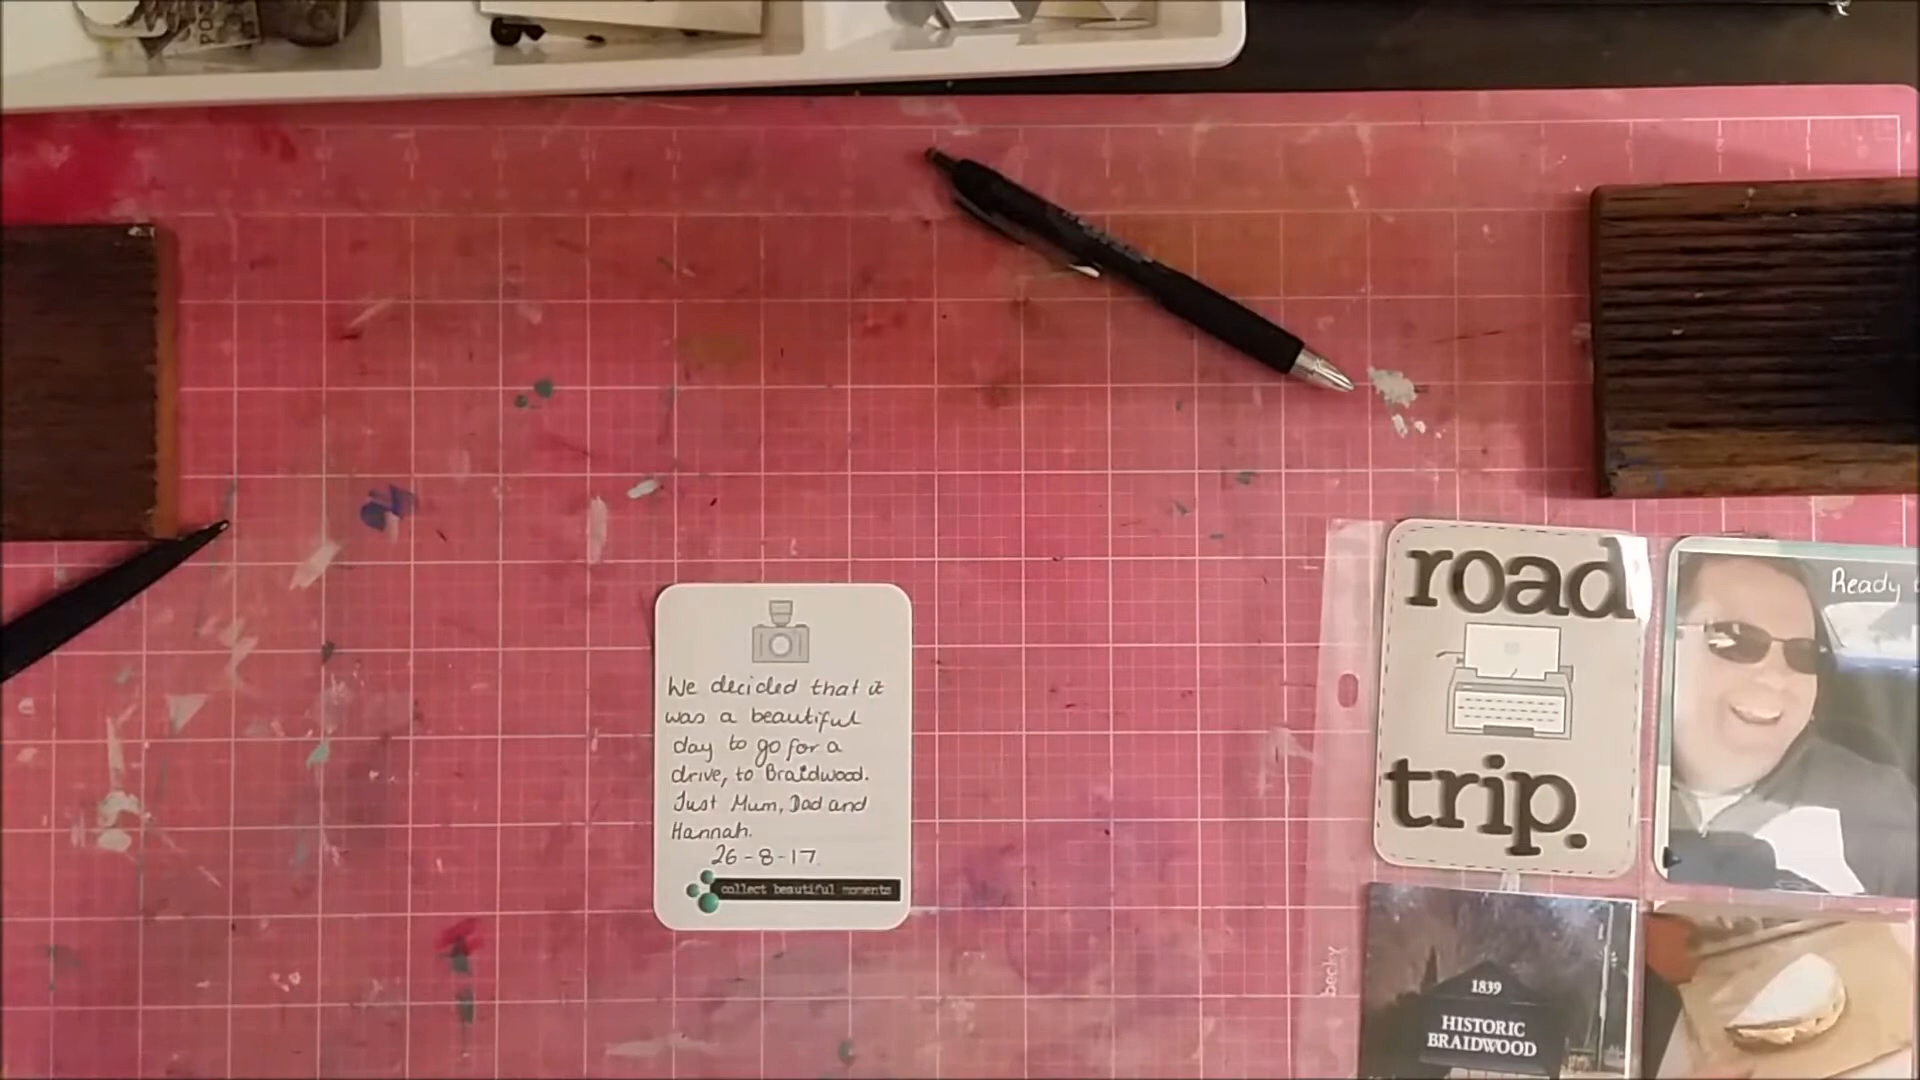 We decided that it
was a beautiful
day to go for a
drive, to Braidwood.
Just Mum, Dad and
Hannah.
26-8-17.
collect beautiful moments
road
trip.
Ready
1839
HISTORIC
BRAIDWOOD
becky